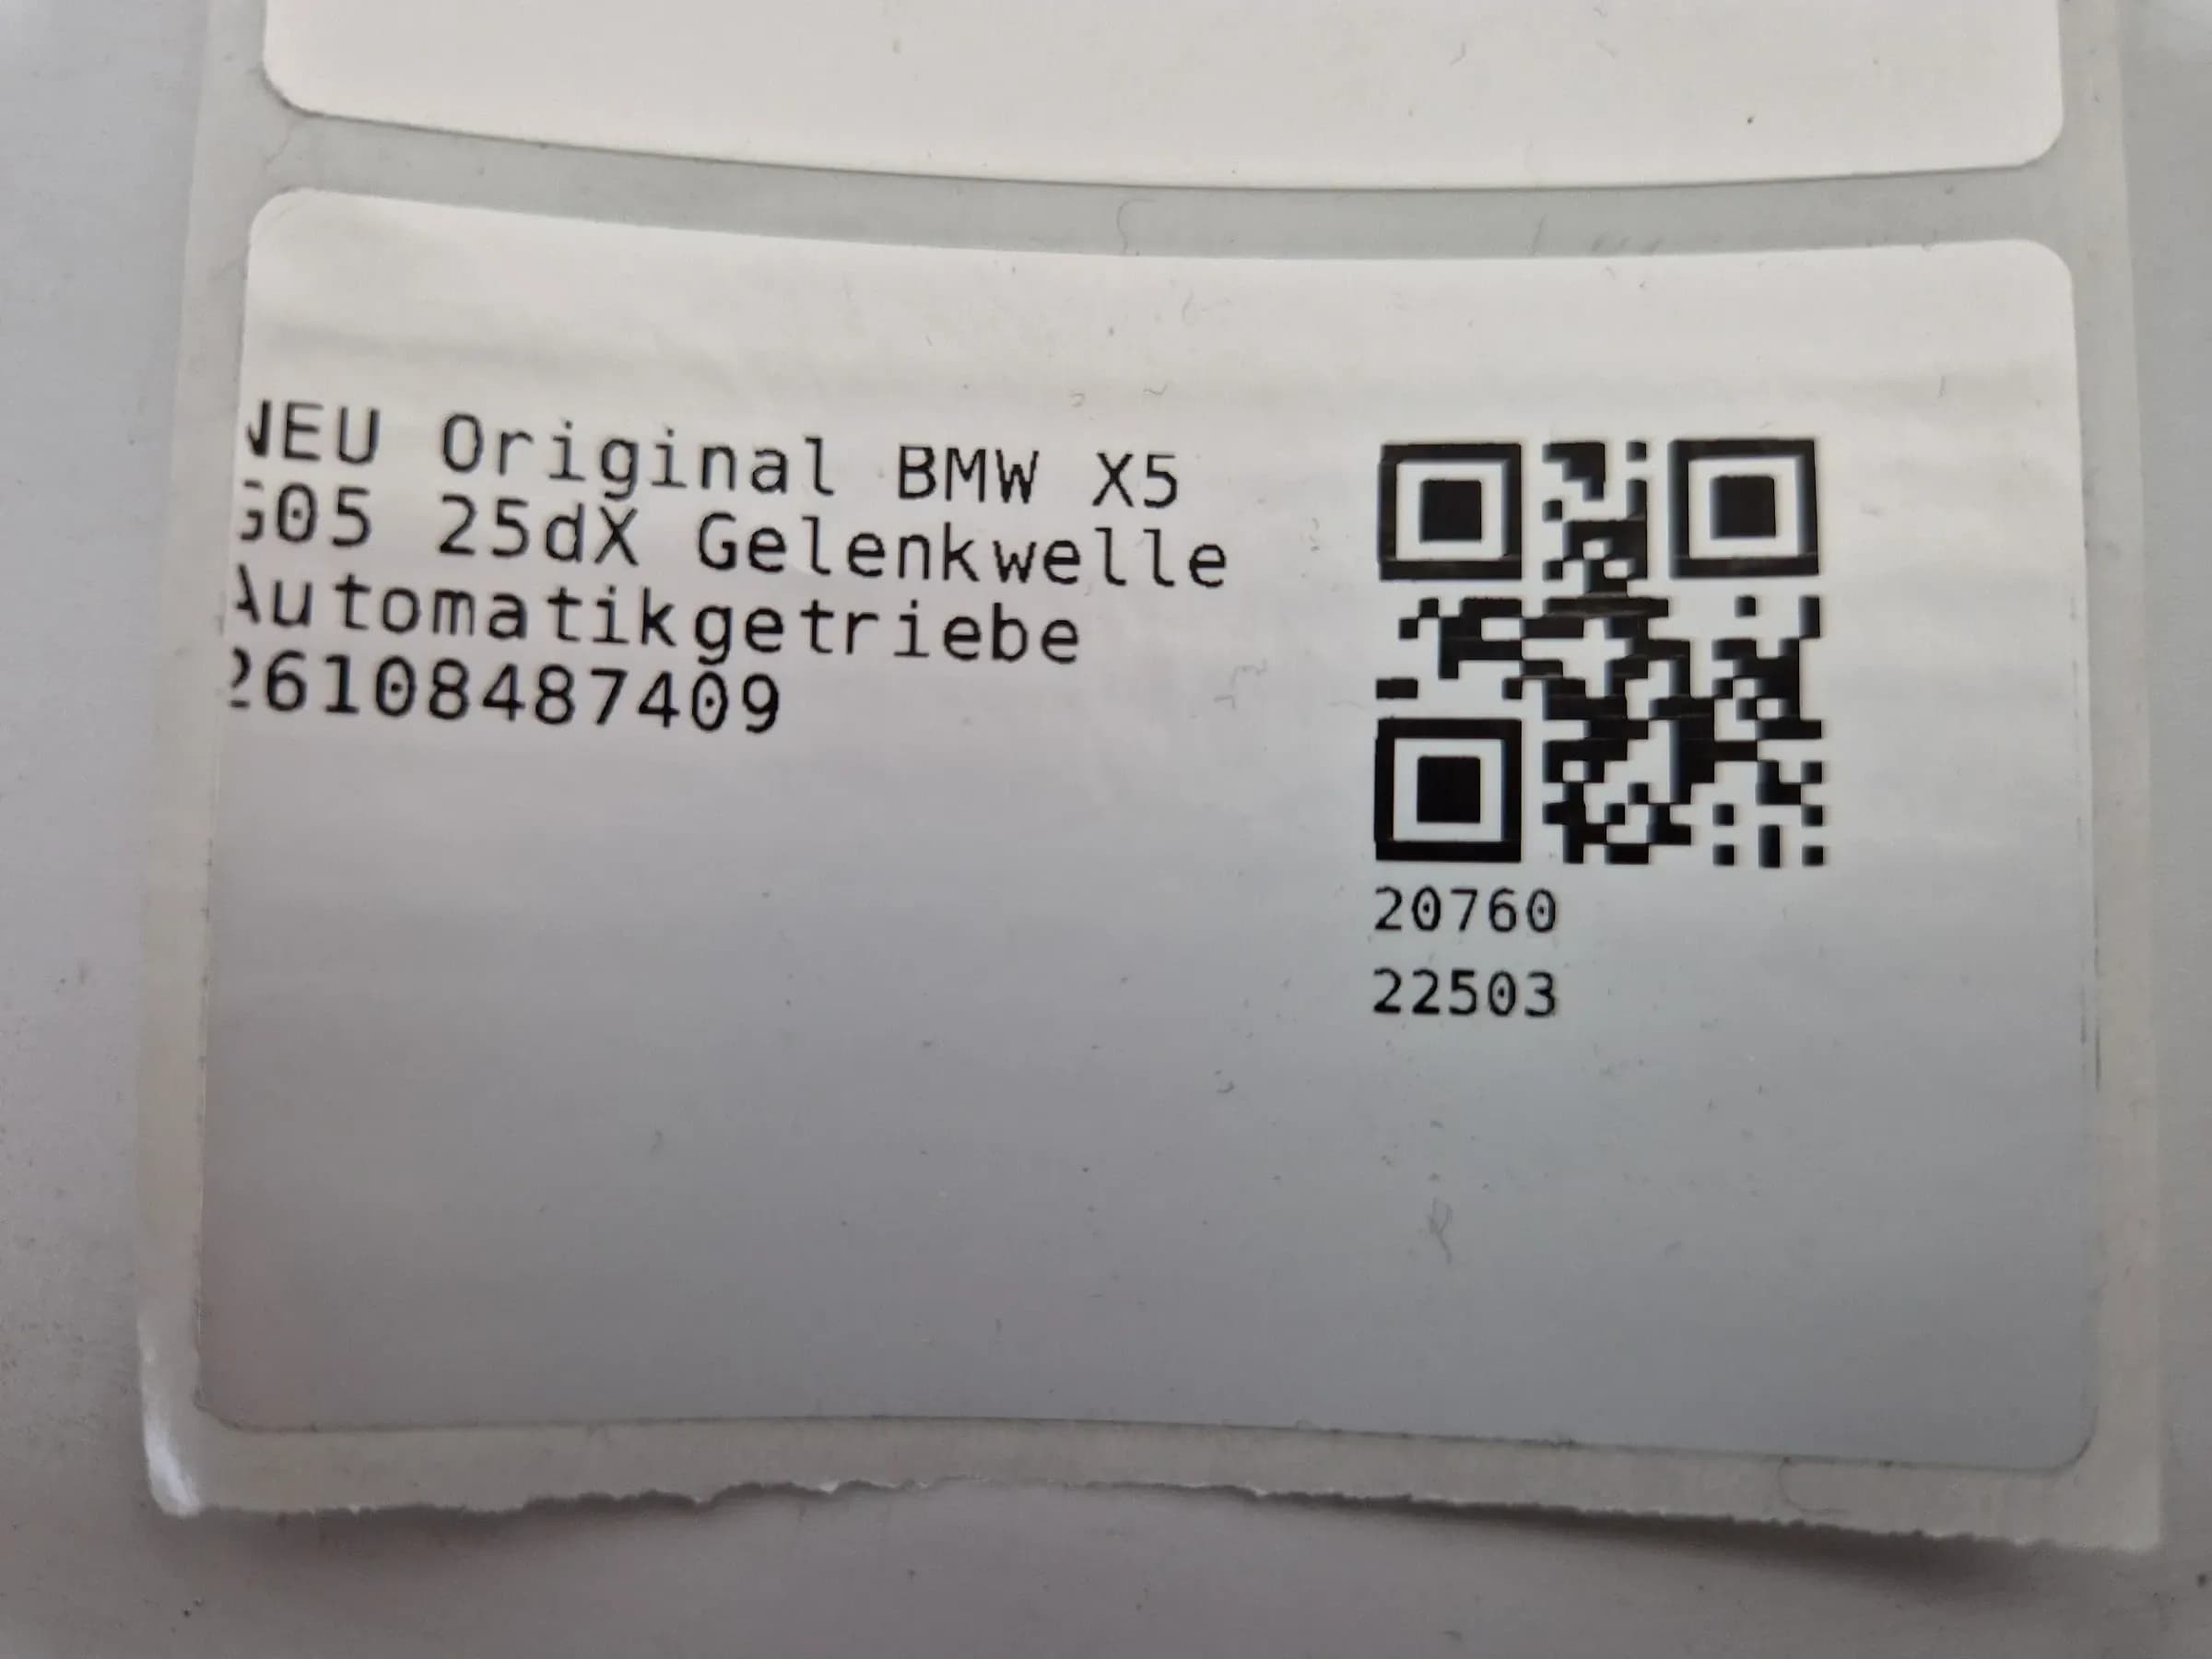 NEU Original BMW X5
G05 25dX Gelenkwelle
Automatikgetriebe
26108487409
20760
22503